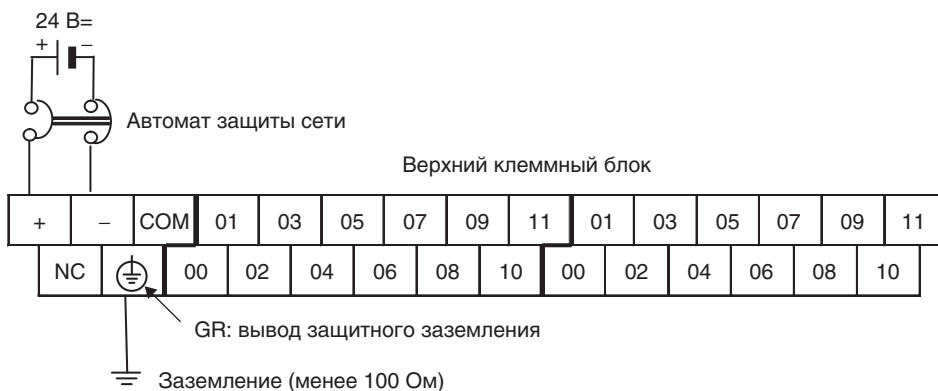 24 В=
+ −
Автомат защиты сети
Верхний клеммный блок
+ − COM 01 03 05 07 09 11 01 03 05 07 09 11
NC 00 02 04 06 08 10 00 02 04 06 08 10
GR: вывод защитного заземления
Заземление (менее 100 Ом)